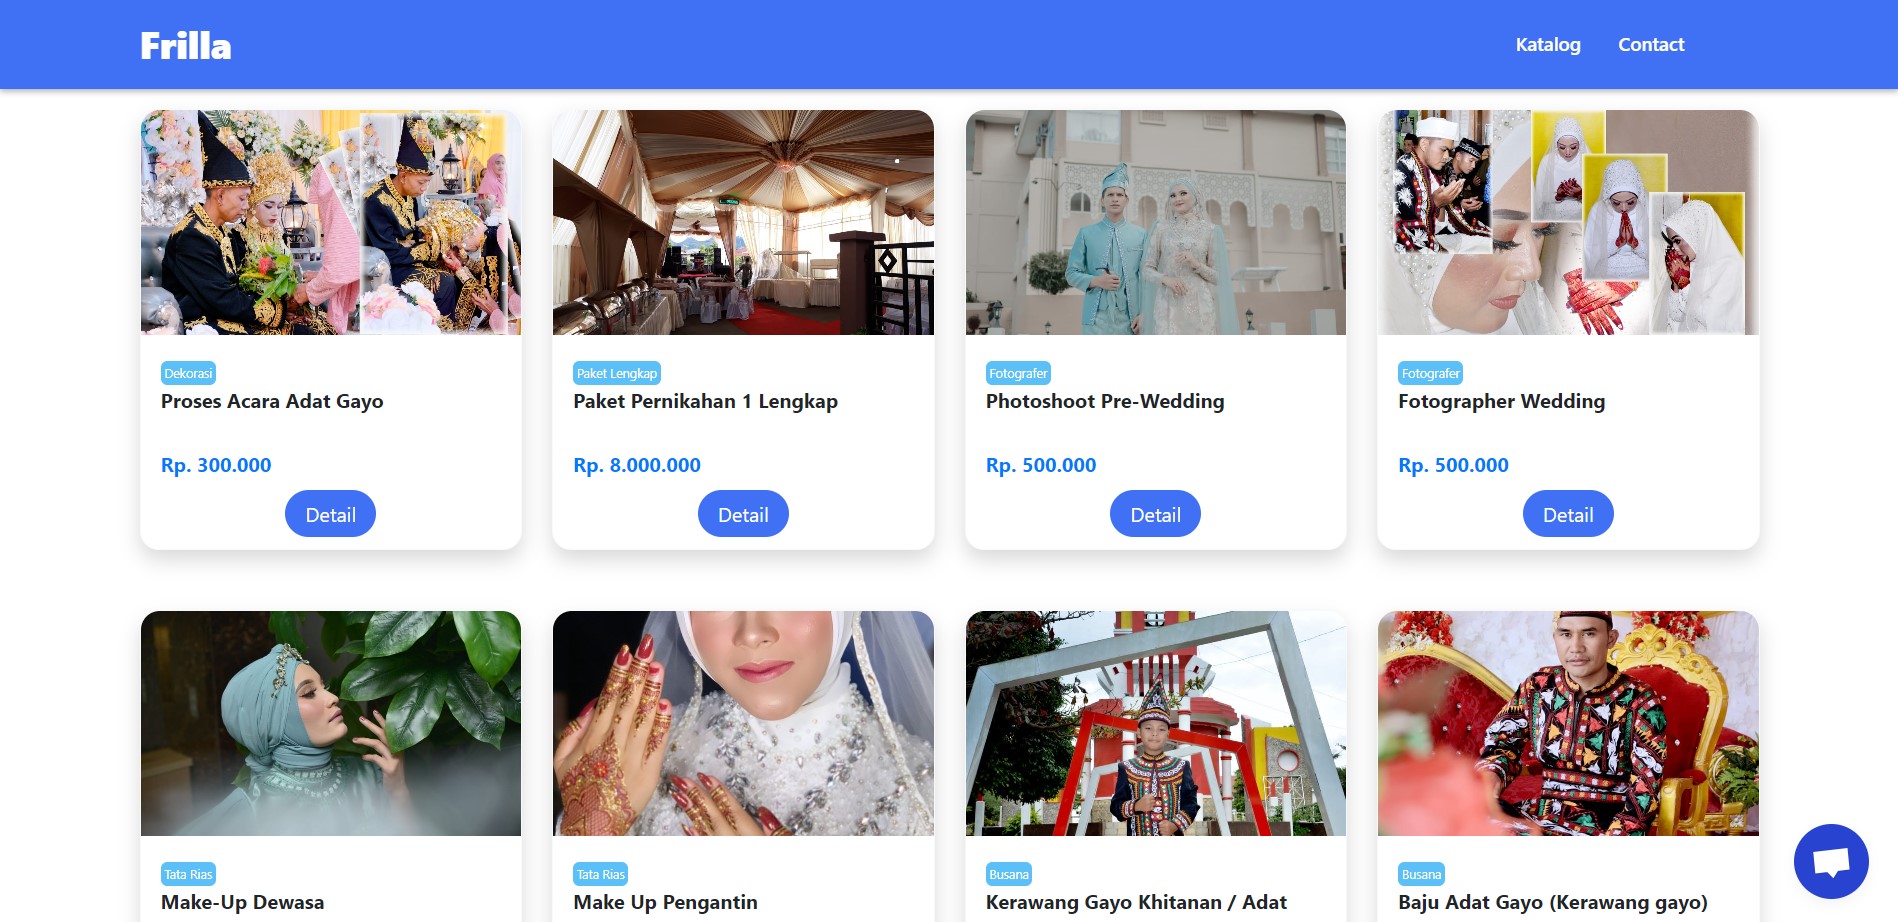 Frilla
Katalog
Contact
Dekorasi
Proses Acara Adat Gayo
Rp. 300.000
Detail
Paket Lengkap
Paket Pernikahan 1 Lengkap
Rp. 8.000.000
Detail
Fotografer
Photoshoot Pre-Wedding
Rp. 500.000
Detail
Fotografer
Fotographer Wedding
Rp. 500.000
Detail
Tata Rias
Make-Up Dewasa
Tata Rias
Make Up Pengantin
Busana
Kerawang Gayo Khitanan / Adat
Busana
Baju Adat Gayo (Kerawang gayo)